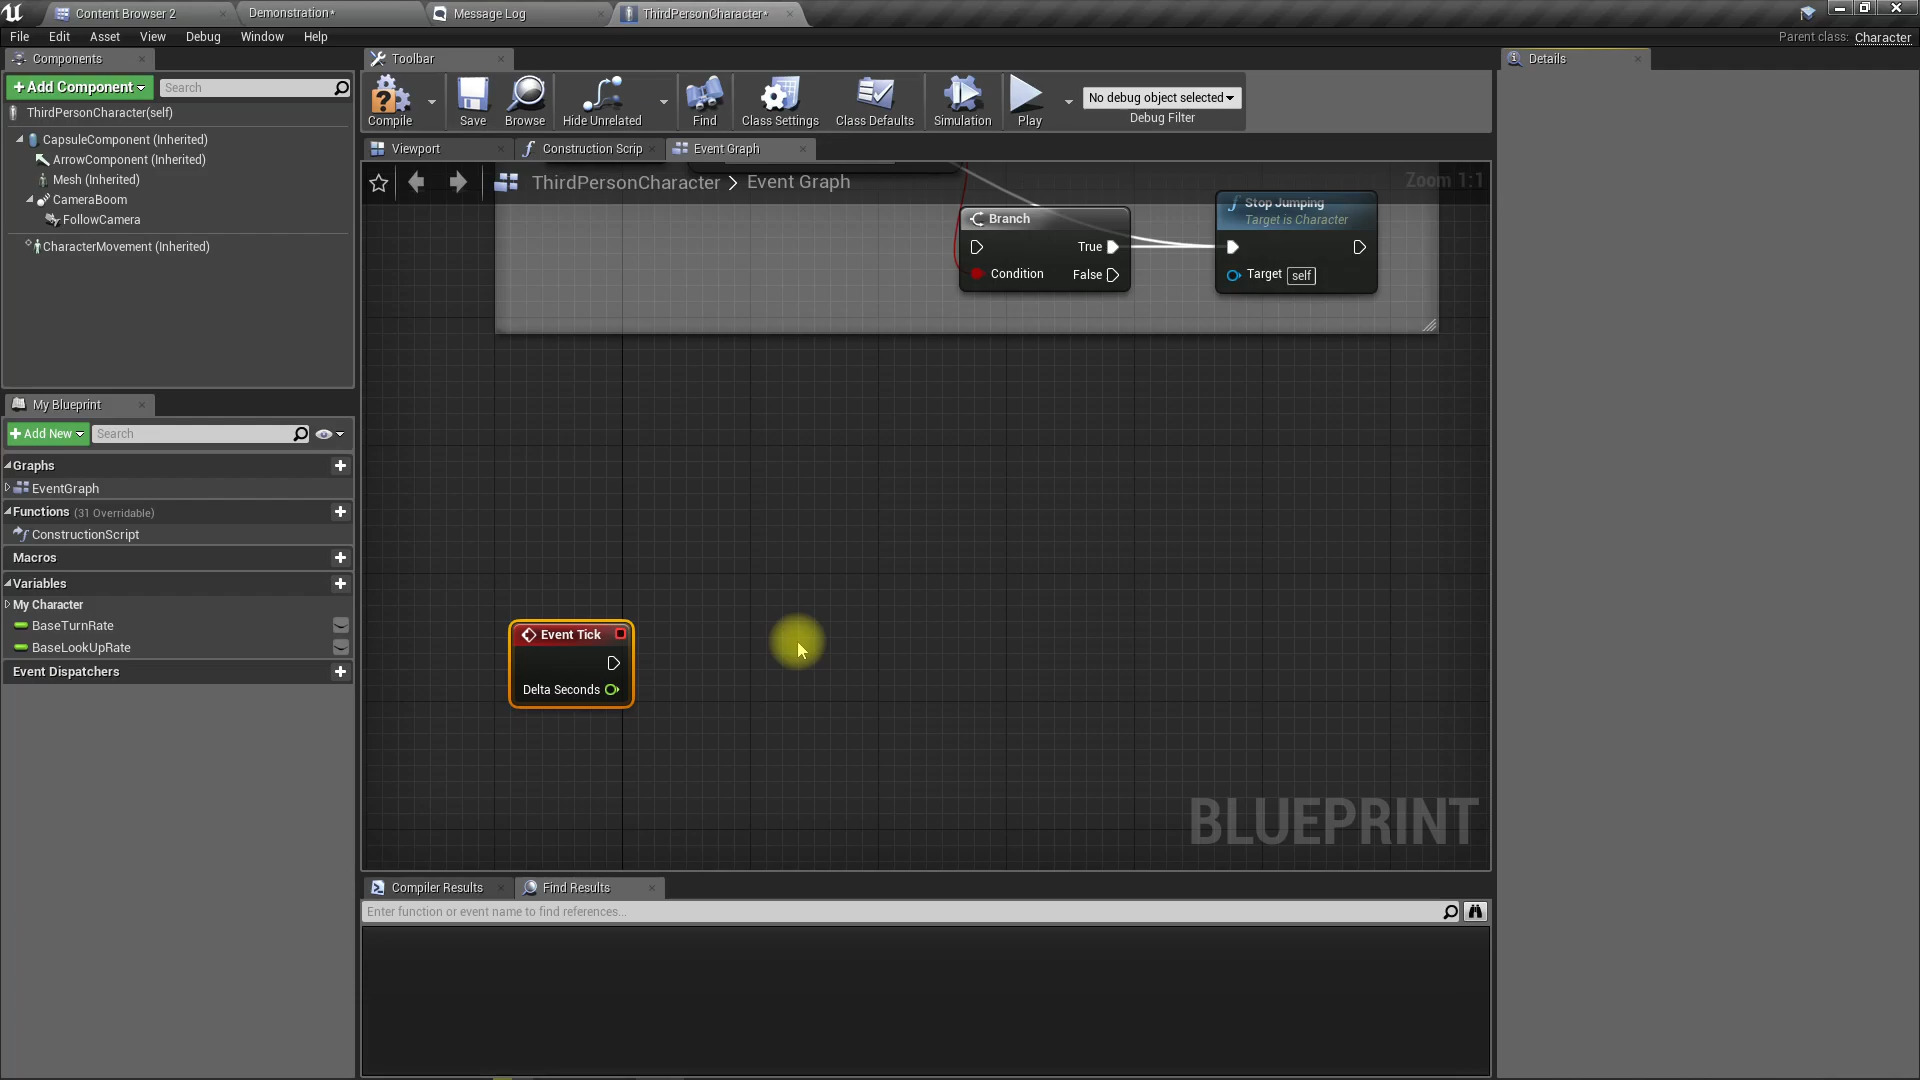 Content Browser 2
Demonstration*
Message Log
ThirdPersonCharacter*
File Edit Asset View Debug Window Help
Parent class: Character
Components
Toolbar
Details
+Add Component
Search
ThirdPersonCharacter(self)
CapsuleComponent (Inherited)
ArrowComponent (Inherited)
Mesh (Inherited)
CameraBoom
FollowCamera
CharacterMovement (Inherited)
Compile
Save
Browse
Hide Unrelated
Find
Class Settings
Class Defaults
Simulation
Play
No debug object selected
Debug Filter
Viewport
Construction Scrip
Event Graph
ThirdPersonCharacter > Event Graph
Zoom 1:1
Branch
True
Condition
False
Stop Jumping
Target is Character
Target self
My Blueprint
+Add New
Search
Graphs
EventGraph
Functions (31 Overridable)
ConstructionScript
Macros
Variables
My Character
BaseTurnRate
BaseLookUpRate
Event Dispatchers
Event Tick
Delta Seconds
BLUEPRINT
Compiler Results
Find Results
Enter function or event name to find references...